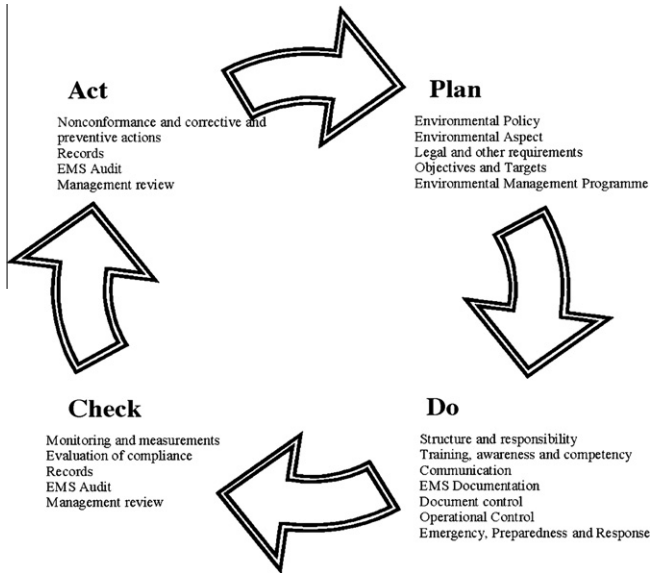 Act
Nonconformance and corrective and
preventive actions
Records
EMS Audit
Management review
Plan
Environmental Policy
Environmental Aspect
Legal and other requirements
Objectives and Targets
Environmental Management Programme
Check
Monitoring and measurements
Evaluation of compliance
Records
EMS Audit
Management review
Do
Structure and responsibility
Training, awareness and competency
Communication
EMS Documentation
Document control
Operational Control
Emergency, Preparedness and Response